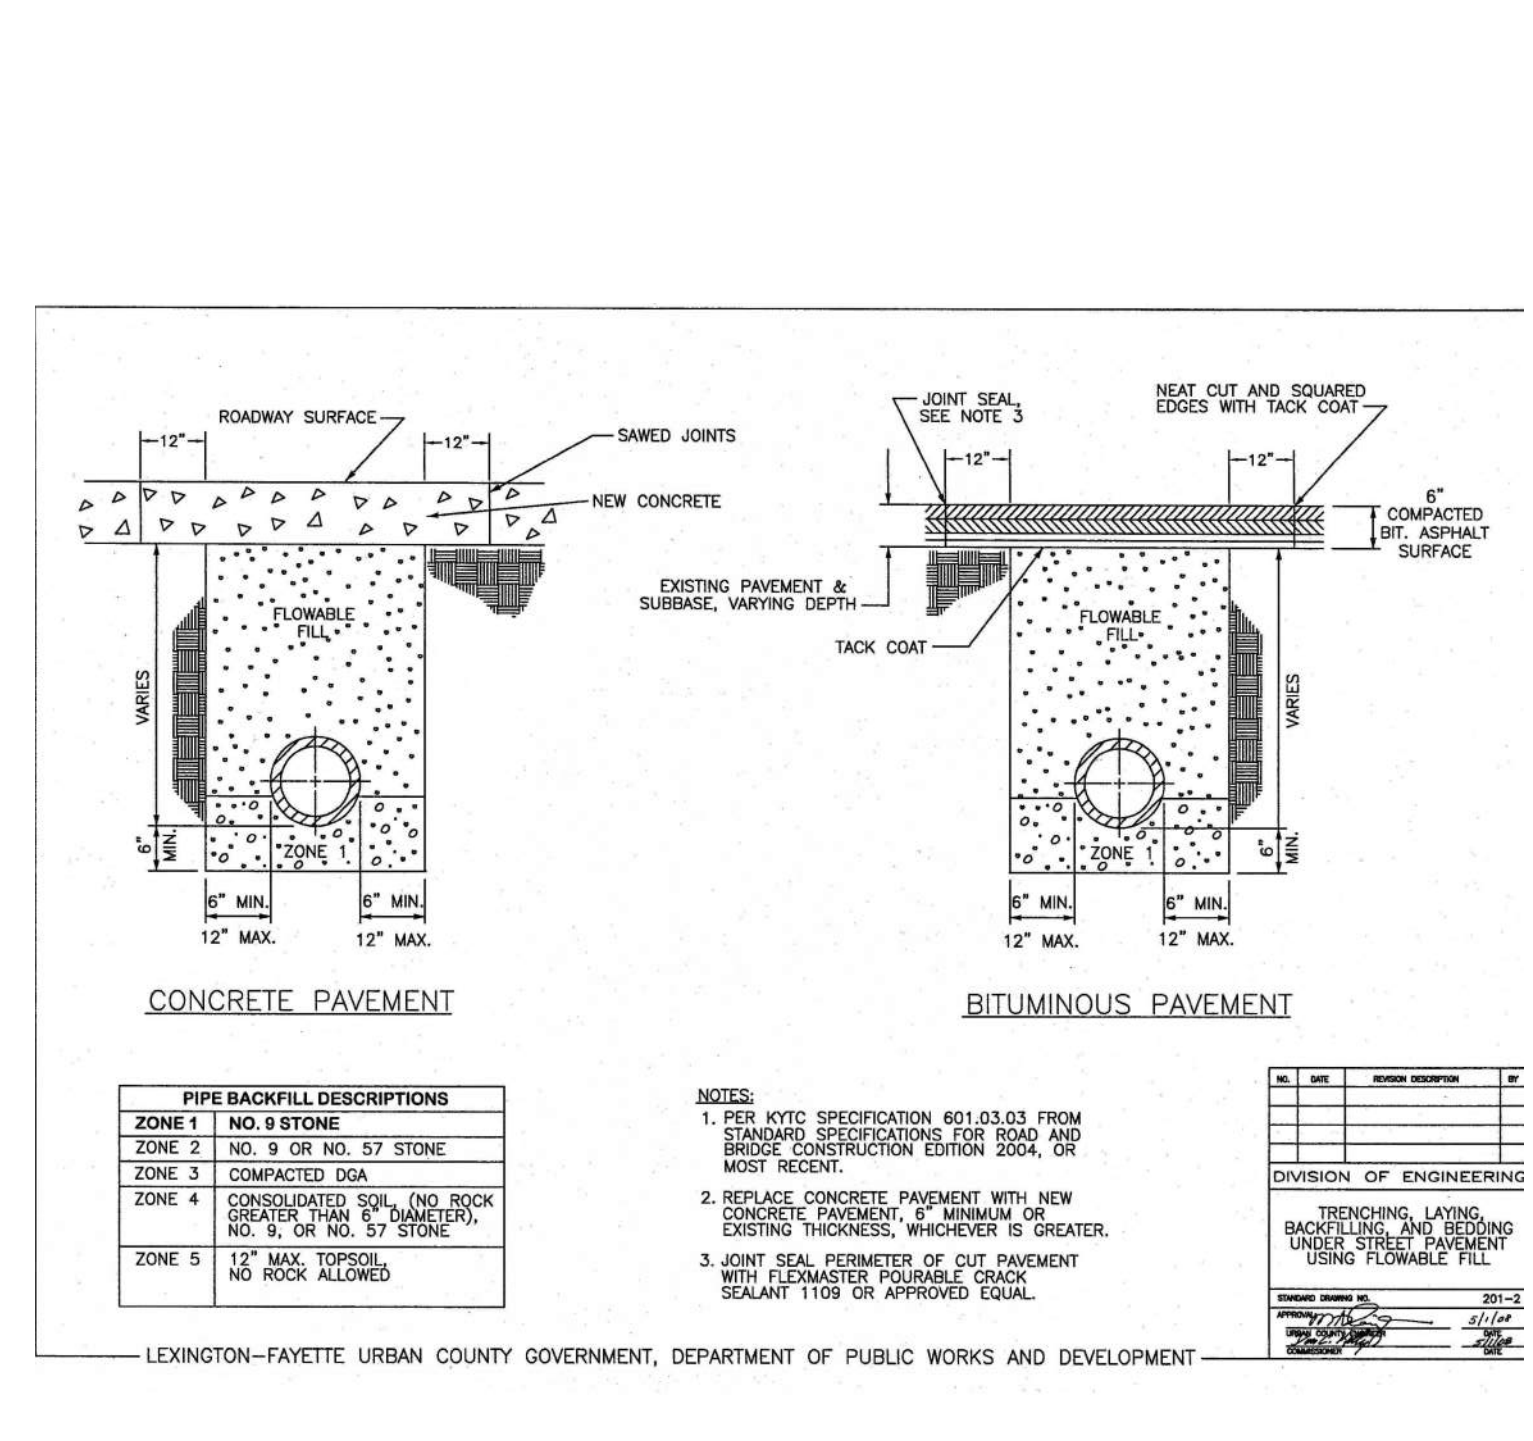 ROADWAY SURFACE
12"
12"
SAWED JOINTS
NEW CONCRETE
FLOWABLE
FILL
VARIES
6"
MIN.
ZONE 1
6" MIN.
12" MAX.
6" MIN.
12" MAX.
CONCRETE PAVEMENT
JOINT SEAL,
SEE NOTE 3
NEAT CUT AND SQUARED
EDGES WITH TACK COAT
12"
12"
6"
COMPACTED
BIT. ASPHALT
SURFACE
EXISTING PAVEMENT &
SUBBASE, VARYING DEPTH
TACK COAT
FLOWABLE
FILL
VARIES
6"
MIN.
ZONE 1
6" MIN.
12" MAX.
6" MIN.
12" MAX.
BITUMINOUS PAVEMENT
PIPE BACKFILL DESCRIPTIONS
ZONE 1 NO. 9 STONE
ZONE 2 NO. 9 OR NO. 57 STONE
ZONE 3 COMPACTED DGA
ZONE 4 CONSOLIDATED SOIL, (NO ROCK
GREATER THAN 6" DIAMETER),
NO. 9, OR NO. 57 STONE
ZONE 5 12" MAX. TOPSOIL,
NO ROCK ALLOWED
NOTES:
1. PER KYTC SPECIFICATION 601.03.03 FROM
STANDARD SPECIFICATIONS FOR ROAD AND
BRIDGE CONSTRUCTION EDITION 2004, OR
MOST RECENT.
2. REPLACE CONCRETE PAVEMENT WITH NEW
CONCRETE PAVEMENT, 6" MINIMUM OR
EXISTING THICKNESS, WHICHEVER IS GREATER.
3. JOINT SEAL PERIMETER OF CUT PAVEMENT
WITH FLEXMASTER POURABLE CRACK
SEALANT 1109 OR APPROVED EQUAL.
NO. DATE REVISION DESCRIPTION BY
DIVISION OF ENGINEERING
TRENCHING, LAYING,
BACKFILLING, AND BEDDING
UNDER STREET PAVEMENT
USING FLOWABLE FILL
STANDARD DRAWING NO. 201-2
APPROVAL 5/1/08
URBAN COUNTY ENGINEER DATE
5/1/08
COMMISSIONER DATE
LEXINGTON-FAYETTE URBAN COUNTY GOVERNMENT, DEPARTMENT OF PUBLIC WORKS AND DEVELOPMENT